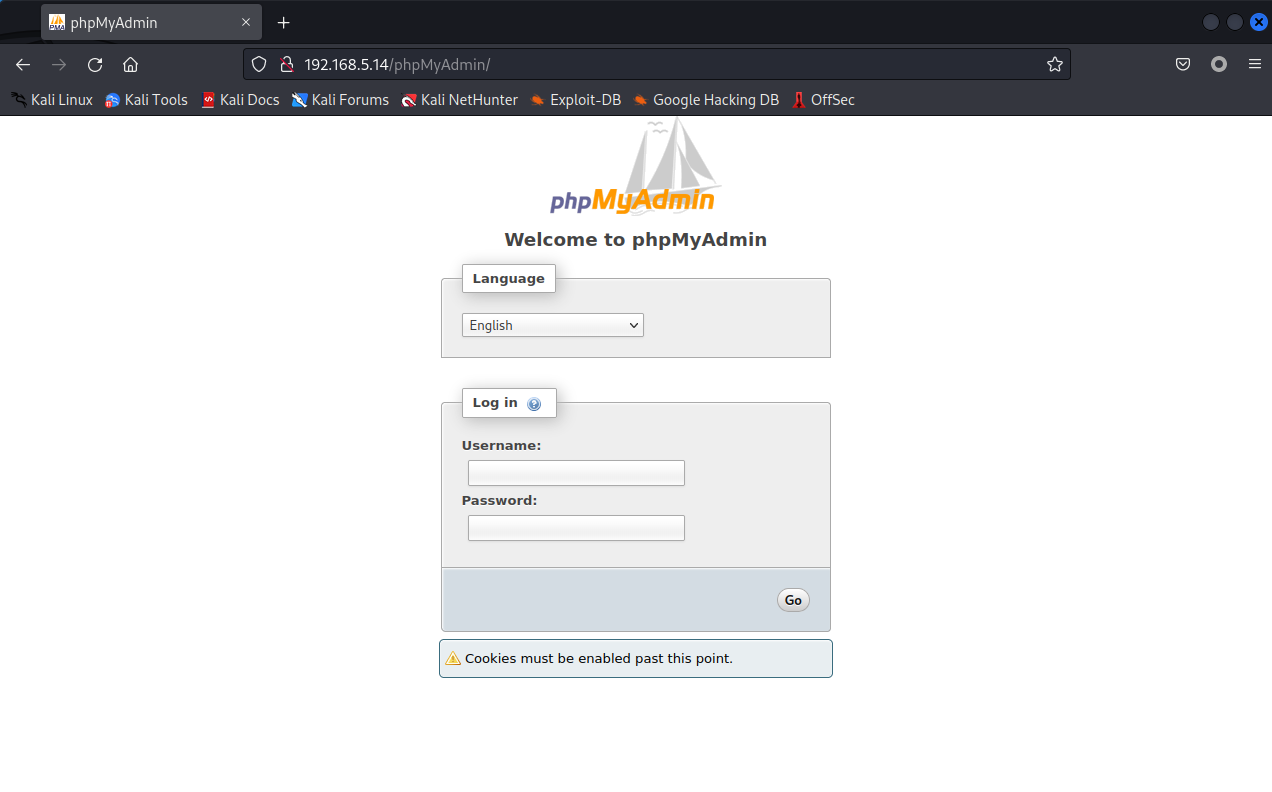 phpMyAdmin
192.168.5.14/phpMyAdmin/
Kali Linux Kali Tools Kali Docs Kali Forums Kali NetHunter Exploit-DB Google Hacking DB OffSec
phpMyAdmin
Welcome to phpMyAdmin
Language
English
Log in
Username:
Password:
Go
Cookies must be enabled past this point.